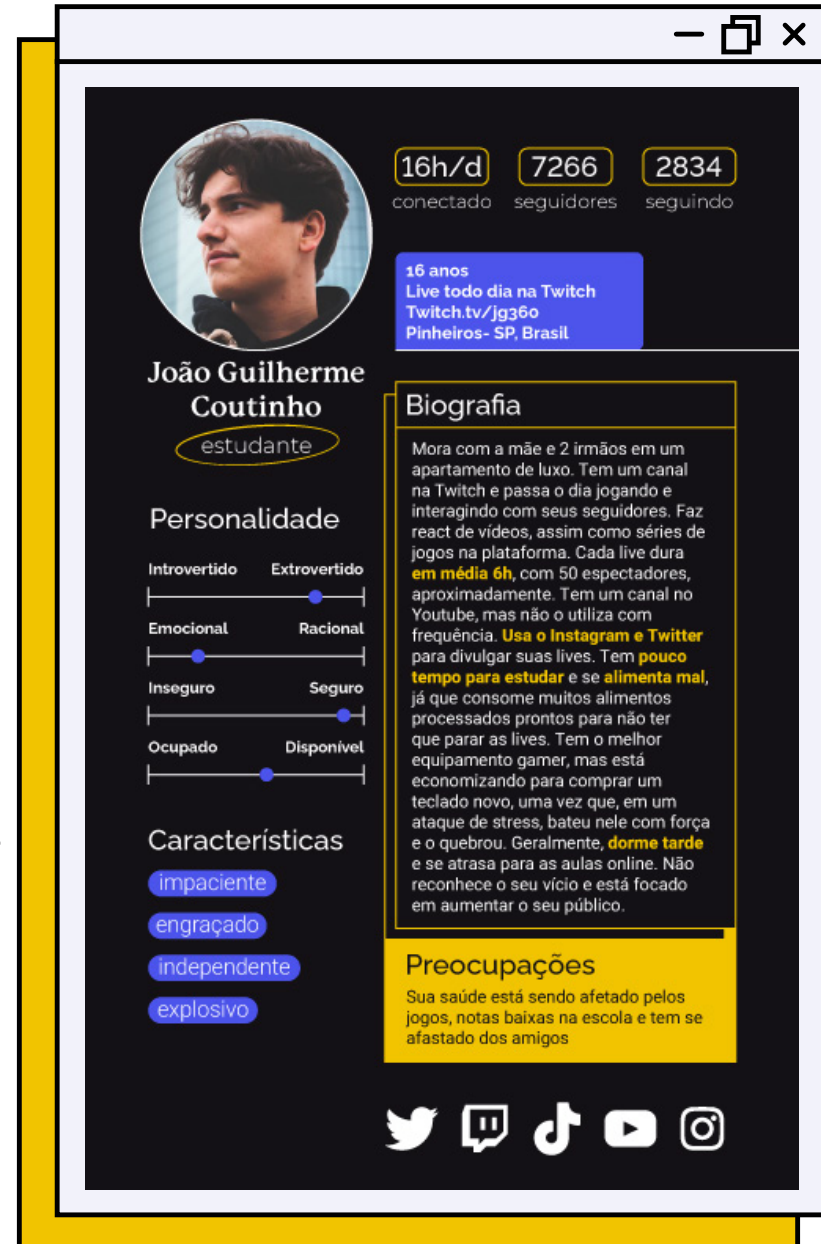 16h/d 7266 2834
conectado seguidores seguindo
16 anos
Live todo dia na Twitch
Twitch.tv/jg360
Pinheiros- SP, Brasil
João Guilherme
Coutinho
estudante
Personalidade
Introvertido Extrovertido
Emocional Racional
Inseguro Seguro
Ocupado Disponível
Características
impaciente
engraçado
independente
explosivo
Biografia
Mora com a mãe e 2 irmãos em um
apartamento de luxo. Tem um canal
na Twitch e passa o dia jogando e
interagindo com seus seguidores. Faz
react de vídeos, assim como séries de
jogos na plataforma. Cada live dura
em média 6h, com 50 espectadores,
aproximadamente. Tem um canal no
Youtube, mas não o utiliza com
frequência. Usa o Instagram e Twitter
para divulgar suas lives. Tem pouco
tempo para estudar e se alimenta mal,
já que consome muitos alimentos
processados prontos para não ter
que parar as lives. Tem o melhor
equipamento gamer, mas está
economizando para comprar um
teclado novo, uma vez que, em um
ataque de stress, bateu nele com força
e o quebrou. Geralmente, dorme tarde
e se atrasa para as aulas online. Não
reconhece o seu vício e está focado
em aumentar o seu público.
Preocupações
Sua saúde está sendo afetado pelos
jogos, notas baixas na escola e tem se
afastado dos amigos